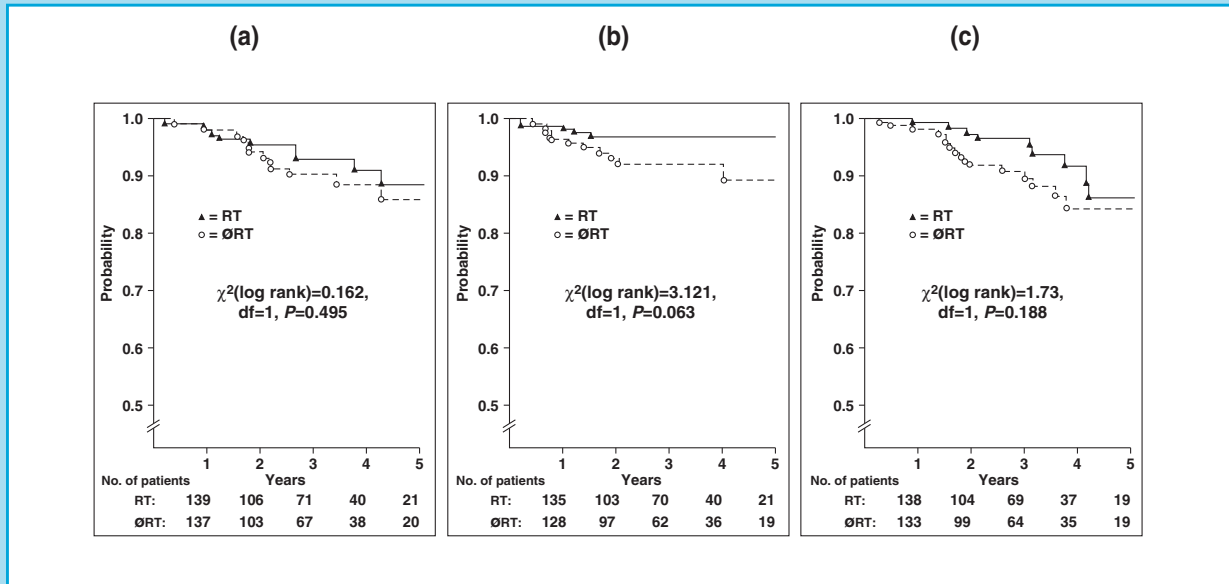 (a)
1.0
0.9
0.8
0.7
0.6
0.5
Probability
▲ = RT
○ = ØRT
χ²(log rank)=0.162,
df=1, P=0.495
1 2 3 4 5
No. of patients Years
RT: 139 106 71 40 21
ØRT: 137 103 67 38 20
(b)
1.0
0.9
0.8
0.7
0.6
0.5
Probability
▲ = RT
○ = ØRT
χ²(log rank)=3.121,
df=1, P=0.063
1 2 3 4 5
No. of patients Years
RT: 135 103 70 40 21
ØRT: 128 97 62 36 19
(c)
1.0
0.9
0.8
0.7
0.6
0.5
Probability
▲ = RT
○ = ØRT
χ²(log rank)=1.73,
df=1, P=0.188
1 2 3 4 5
No. of patients Years
RT: 138 104 69 37 19
ØRT: 133 99 64 35 19